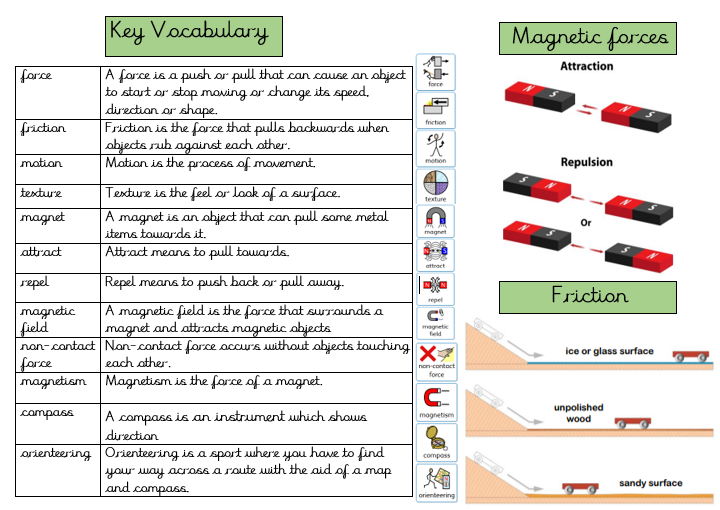 Key Vocabulary
force
A force is a push or pull that can cause an object
to start or stop moving or change its speed,
direction or shape.
friction
Friction is the force that pulls backwards when
objects rub against each other.
motion
Motion is the process of movement.
texture
Texture is the feel or look of a surface.
magnet
A magnet is an object that can pull some metal
items towards it.
attract
Attract means to pull towards.
repel
Repel means to push back or pull away.
magnetic
field
A magnetic field is the force that surrounds a
magnet and attracts magnetic objects
non-contact
force
Non-contact force occurs without objects touching
each other.
magnetism
Magnetism is the force of a magnet.
compass
A compass is an instrument which shows
direction
orienteering
Orienteering is a sport where you have to find
your way across a route with the aid of a map
and compass.
force
friction
motion
texture
magnet
attract
N N
repel
magnetic
field
non-contact
force
magnetism
compass
orienteering
Magnetic forces
Attraction
N S
N S
Repulsion
S N
N S
Or
N S
S N
Friction
ice or glass surface
unpolished
wood
sandy surface